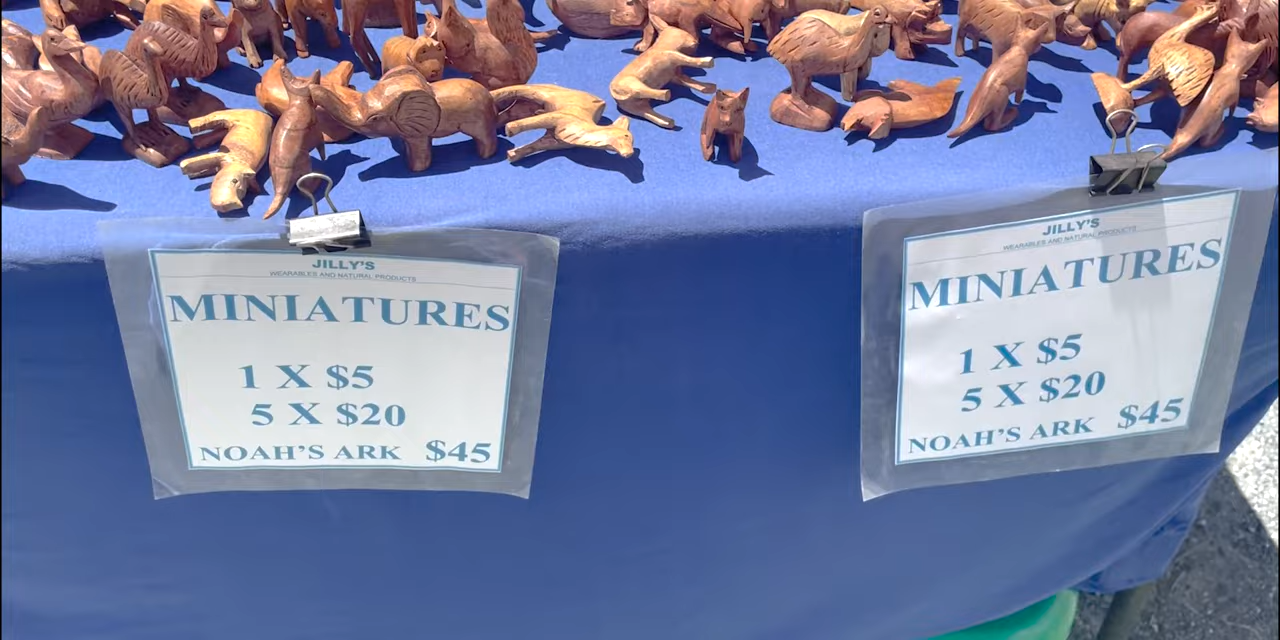 JILLY'S
WEARABLES AND NATURAL PRODUCTS
MINIATURES
1 X $5
5 X $20
NOAH'S ARK $45
JILLY'S
WEARABLES AND NATURAL PRODUCTS
MINIATURES
1 X $5
5 X $20
NOAH'S ARK $45